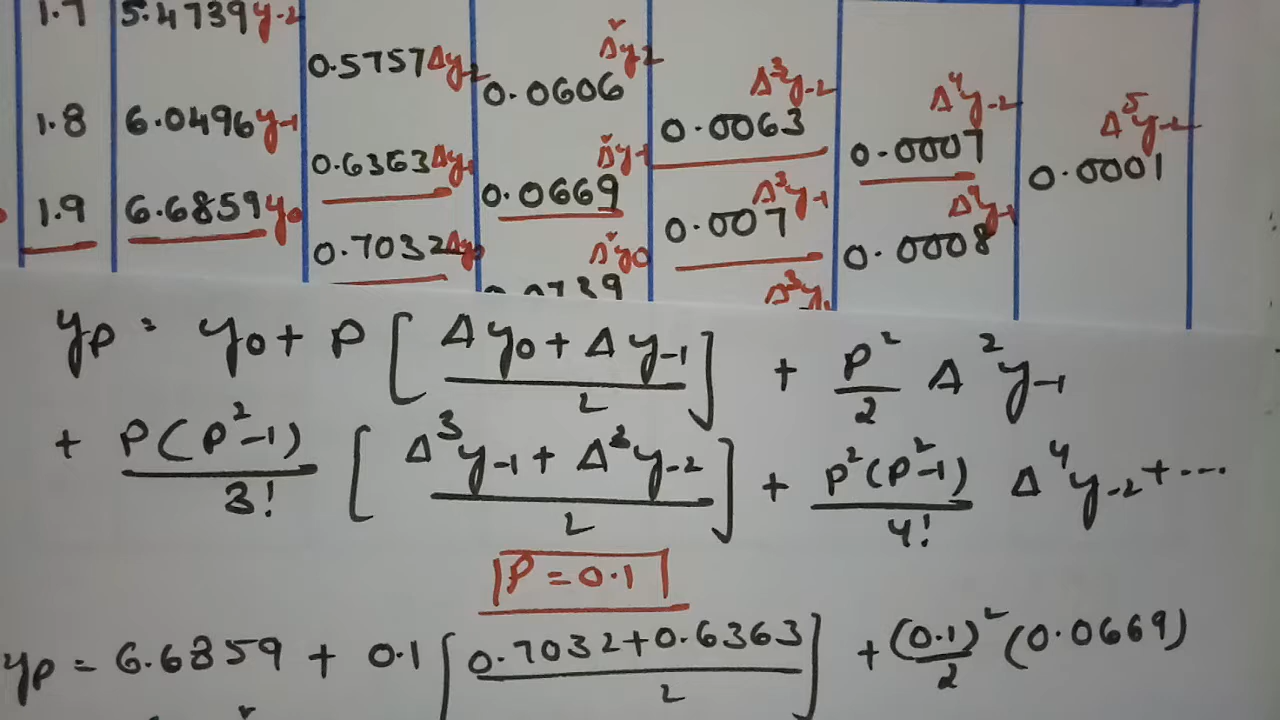 1.7 5.4739 y-2
0.5757 Δy-2
0.0606 Δ²y-2
1.8 6.0496 y-1
0.0063 Δ³y-2
0.6363 Δy-1
0.0007 Δ⁴y-2
0.0001 Δ⁵y-2
1.9 6.6859 y0
0.0669 Δ²y-1
0.007 Δ³y-1
0.7032 Δy0
0.0008 Δ⁴y-1
0.0739 Δ²y0
Δ³y
yp = y0 + P [ (Δy0 + Δy-1)/2 ] + P²/2 Δ²y-1
+ P(P²-1)/3! [ (Δ³y-1 + Δ³y-2)/2 ] + P²(P²-1)/4! Δ⁴y-2 + ....
P = 0.1
yp = 6.6859 + 0.1 [ (0.7032+0.6363)/2 ] + (0.1)²/2 (0.0669)